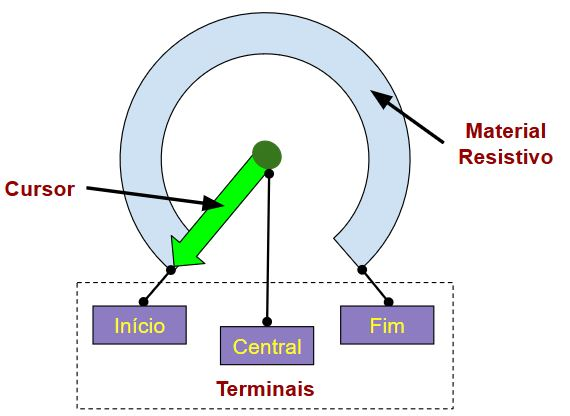 Material
Resistivo
Cursor
Início
Central
Fim
Terminais